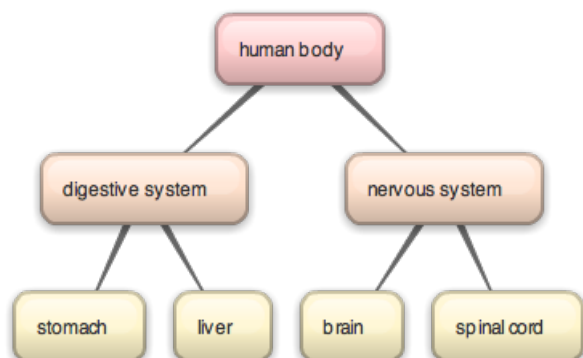 human body
digestive system
nervous system
stomach
liver
brain
spinal cord